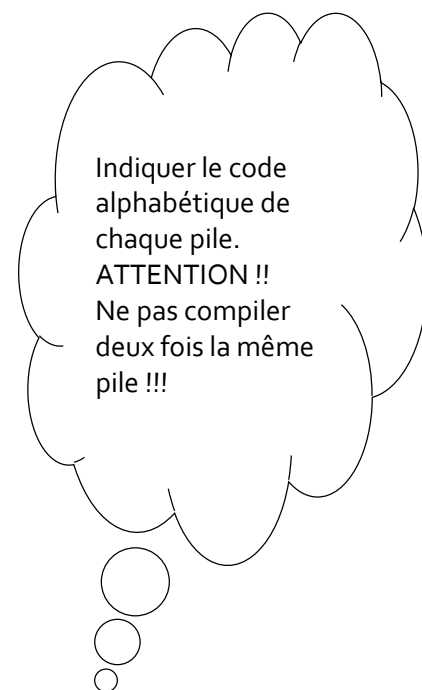 Indiquer le code
alphabétique de
chaque pile.
ATTENTION !!
Ne pas compiler
deux fois la même
pile !!!